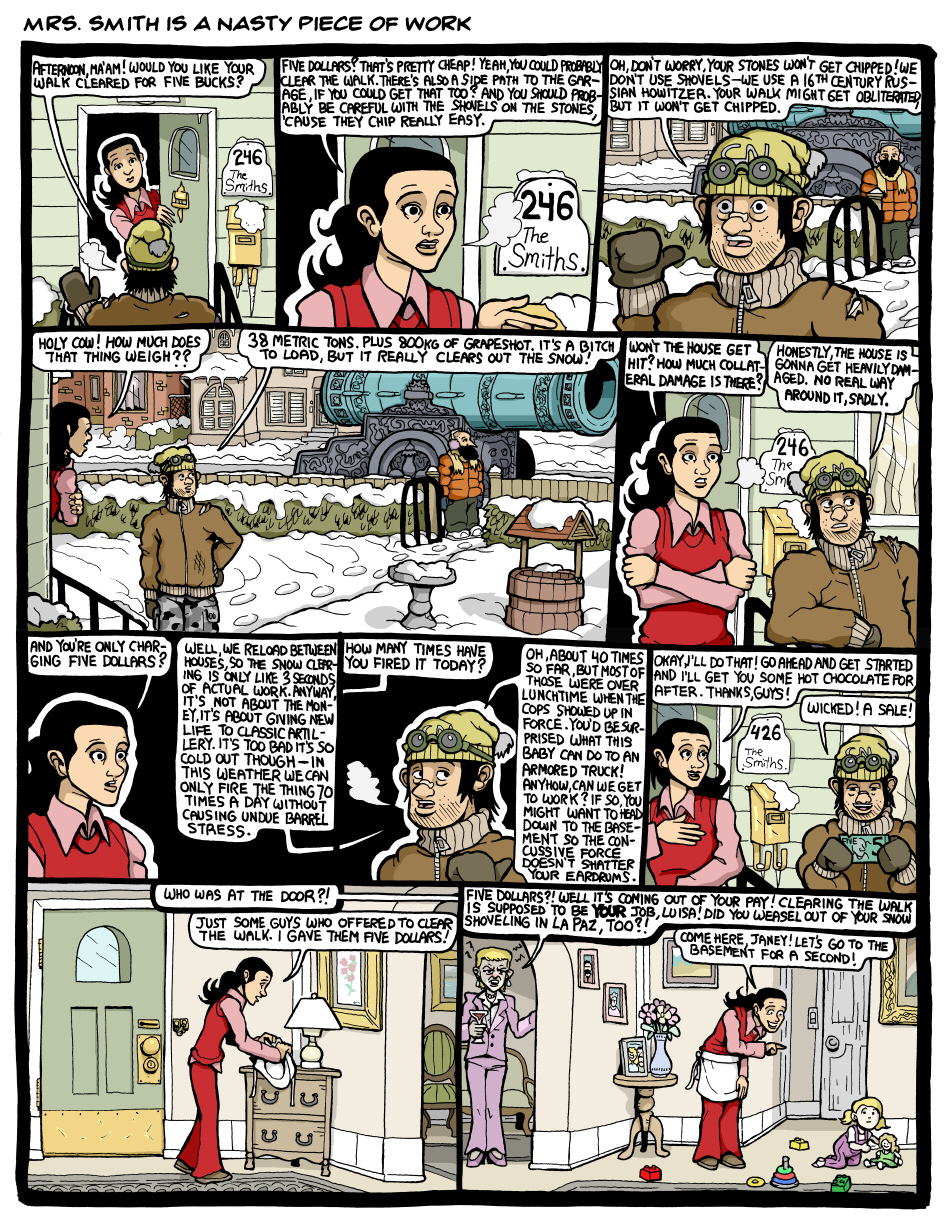 MRS. SMITH IS A NASTY PIECE OF WORK
AFTERNOON, MA'AM! WOULD YOU LIKE YOUR
WALK CLEARED FOR FIVE BUCKS?
246
The
Smiths
FIVE DOLLARS? THAT'S PRETTY CHEAP! YEAH, YOU COULD PROBABLY
CLEAR THE WALK. THERE'S ALSO A SIDE PATH TO THE GAR-
AGE, IF YOU COULD GET THAT TOO? AND YOU SHOULD PROB-
ABLY BE CAREFUL WITH THE SHOVELS ON THE STONES,
'CAUSE THEY CHIP REALLY EASY.
246
The
Smiths
OH, DON'T WORRY, YOUR STONES WON'T GET CHIPPED! WE
DON'T USE SHOVELS—WE USE A 16TH CENTURY RUS-
SIAN HOWITZER. YOUR WALK MIGHT GET OBLITERATED,
BUT IT WON'T GET CHIPPED.
CN
HOLY COW! HOW MUCH DOES
THAT THING WEIGH??
38 METRIC TONS. PLUS 800KG OF GRAPESHOT. IT'S A BITCH
TO LOAD, BUT IT REALLY CLEARS OUT THE SNOW!
WON'T THE HOUSE GET
HIT? HOW MUCH COLLAT-
ERAL DAMAGE IS THERE?
HONESTLY, THE HOUSE IS
GONNA GET HEAVILY DAM-
AGED. NO REAL WAY
AROUND IT, SADLY.
246
The
Sm
CN
AND YOU'RE ONLY CHAR-
GING FIVE DOLLARS?
WELL, WE RELOAD BETWEEN
HOUSES, SO THE SNOW CLEAR-
ING IS ONLY LIKE 3 SECONDS
OF ACTUAL WORK. ANYWAY,
IT'S NOT ABOUT THE MON-
EY, IT'S ABOUT GIVING NEW
LIFE TO CLASSIC ARTIL-
LERY. IT'S TOO BAD IT'S SO
COLD OUT THOUGH—IN
THIS WEATHER WE CAN
ONLY FIRE THE THING 70
TIMES A DAY WITHOUT
CAUSING UNDUE BARREL
STRESS.
HOW MANY TIMES HAVE
YOU FIRED IT TODAY?
OH, ABOUT 40 TIMES
SO FAR, BUT MOST OF
THOSE WERE OVER
LUNCHTIME WHEN THE
COPS SHOWED UP IN
FORCE. YOU'D BE SUR-
PRISED WHAT THIS
BABY CAN DO TO AN
ARMORED TRUCK!
ANYHOW, CAN WE GET
TO WORK? IF SO, YOU
MIGHT WANT TO HEAD
DOWN TO THE BASE-
MENT SO THE CON-
CUSSIVE FORCE
DOESN'T SHATTER
YOUR EARDRUMS.
OKAY, I'LL DO THAT! GO AHEAD AND GET STARTED
AND I'LL GET YOU SOME HOT CHOCOLATE FOR
AFTER. THANKS, GUYS!
WICKED! A SALE!
426
The
Smiths
FIVE 5
WHO WAS AT THE DOOR?!
JUST SOME GUYS WHO OFFERED TO CLEAR
THE WALK. I GAVE THEM FIVE DOLLARS!
FIVE DOLLARS?! WELL IT'S COMING OUT OF YOUR PAY! CLEARING THE WALK
IS SUPPOSED TO BE YOUR JOB, LUISA! DID YOU WEASEL OUT OF YOUR SNOW
SHOVELING IN LA PAZ, TOO?!
COME HERE, JANEY! LET'S GO TO THE
BASEMENT FOR A SECOND!